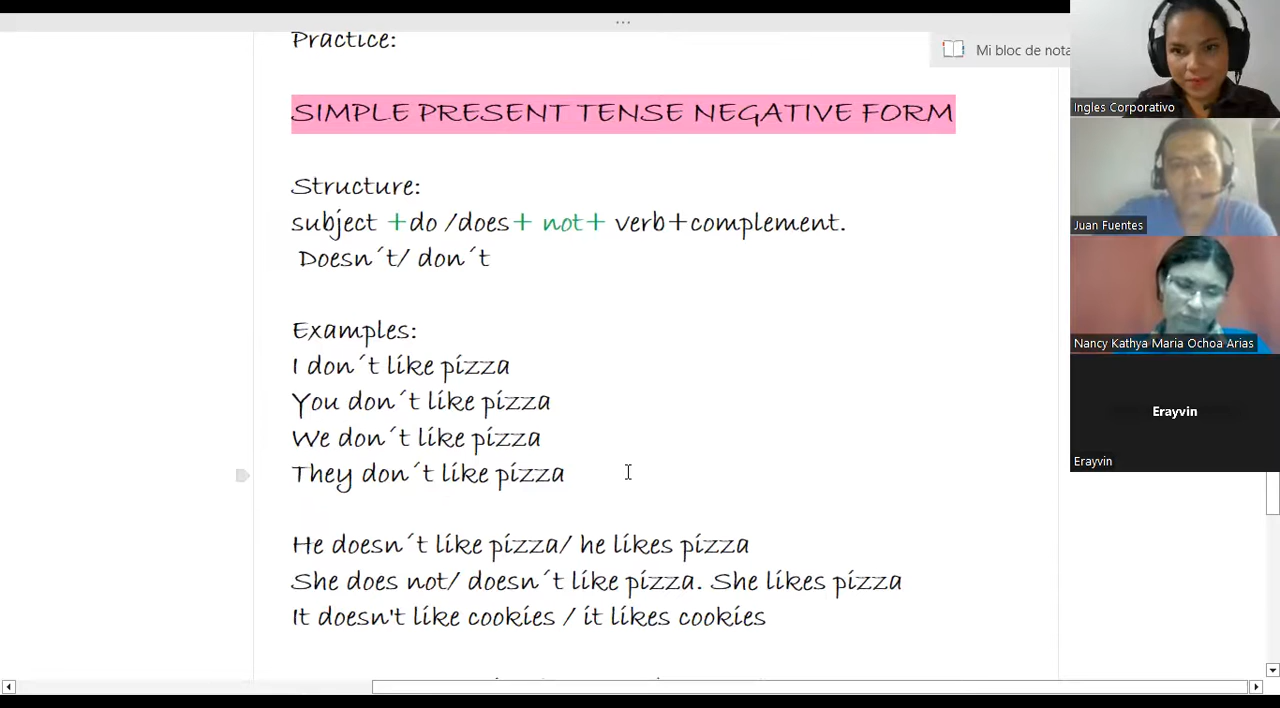 ...
Practice:
Mi bloc de nota
Ingles Corporativo
SIMPLE PRESENT TENSE NEGATIVE FORM
Structure:
subject +do /does+ not+ verb+complement.
Doesn´t/ don´t
Juan Fuentes
Examples:
I don´t like pizza
You don´t like pizza
We don´t like pizza
They don´t like pizza
Nancy Kathya Maria Ochoa Arias
Erayvin
Erayvin
He doesn´t like pizza/ he likes pizza
She does not/ doesn´t like pizza. She likes pizza
It doesn't like cookies / it likes cookies